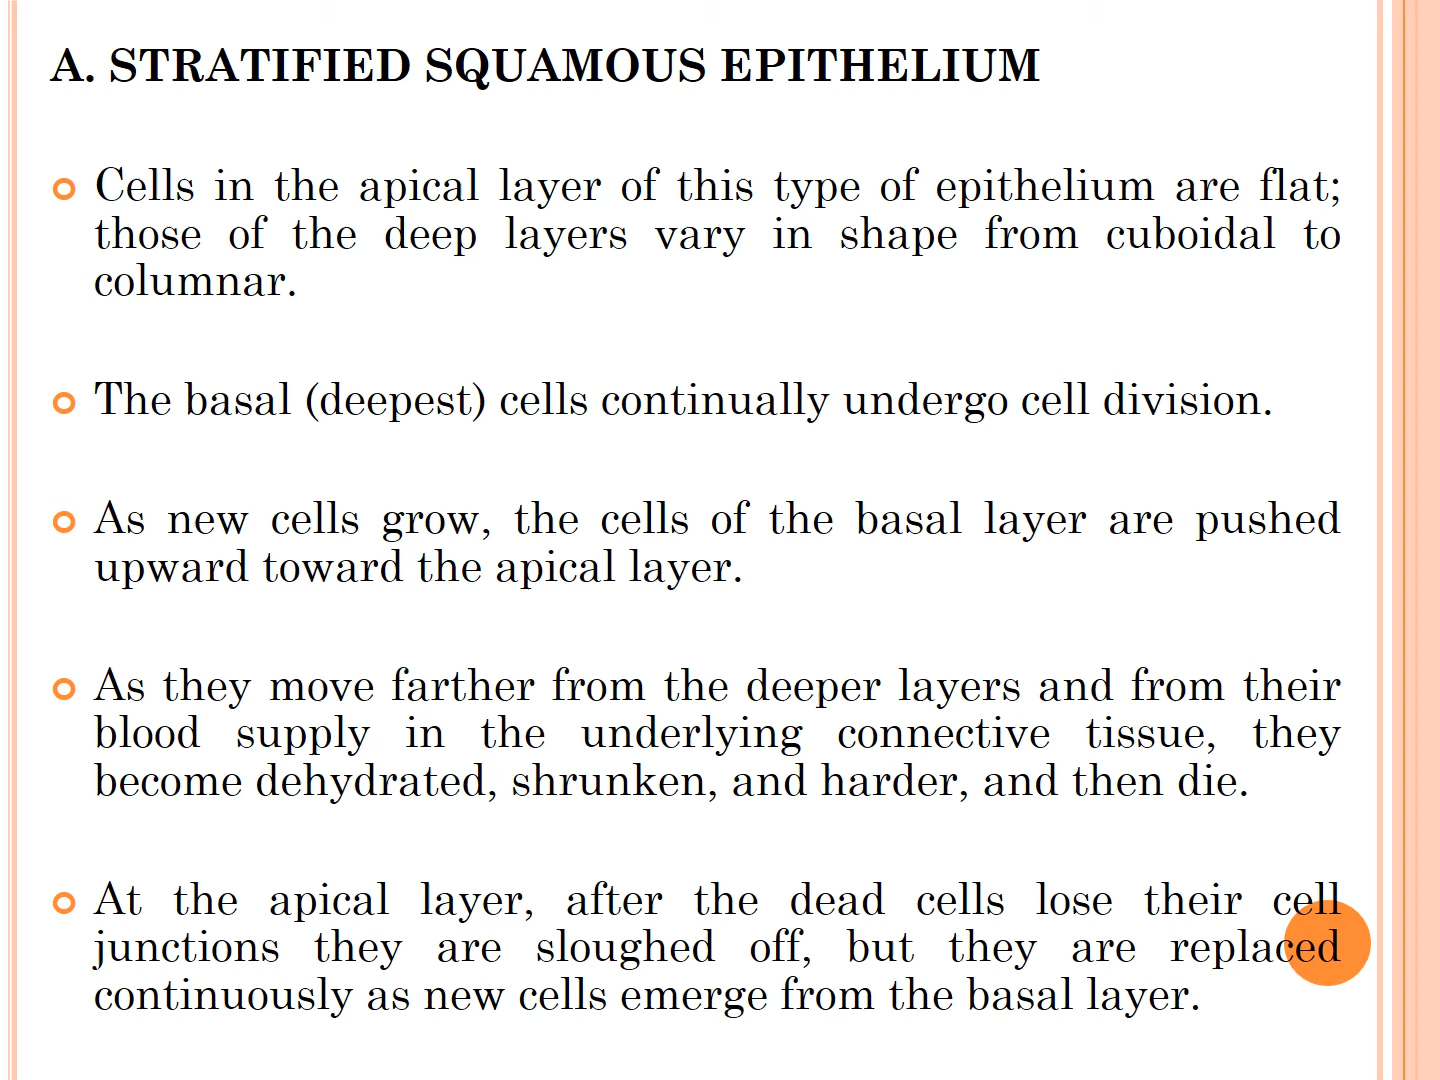 A. STRATIFIED SQUAMOUS EPITHELIUM
Cells in the apical layer of this type of epithelium are flat;
those of the deep layers vary in shape from cuboidal to
columnar.
The basal (deepest) cells continually undergo cell division.
As new cells grow, the cells of the basal layer are pushed
upward toward the apical layer.
As they move farther from the deeper layers and from their
blood supply in the underlying connective tissue, they
become dehydrated, shrunken, and harder, and then die.
At the apical layer, after the dead cells lose their cell
junctions they are sloughed off, but they are replaced
continuously as new cells emerge from the basal layer.